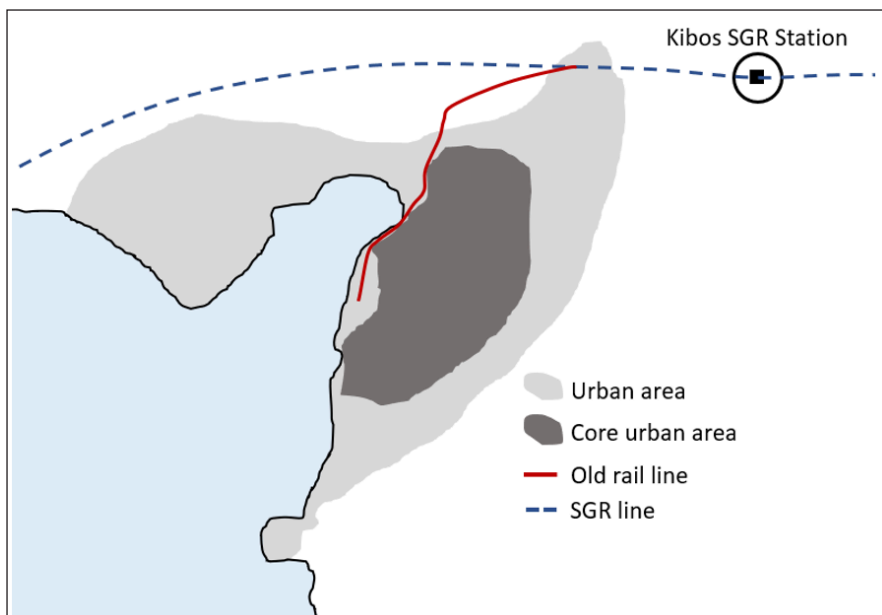 Kibos SGR Station
Urban area
Core urban area
Old rail line
SGR line